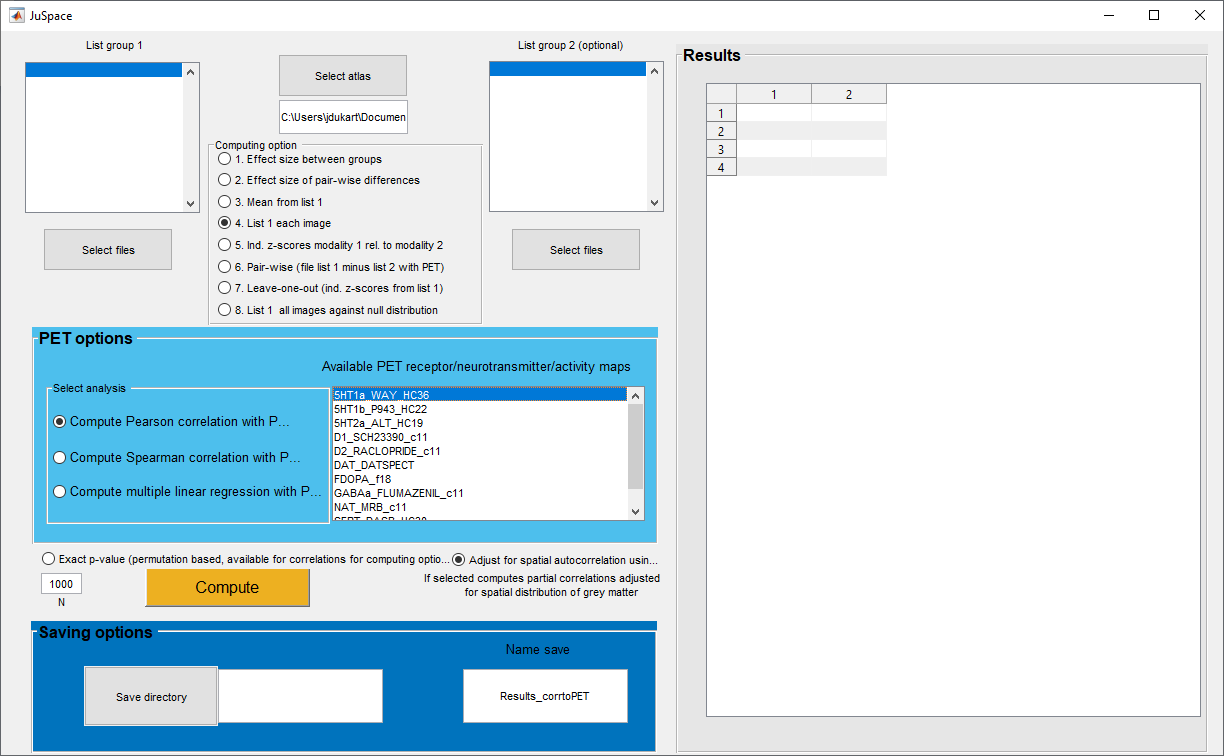 JuSpace
List group 1
Select atlas
C:\Users\jdukart\Documen
List group 2 (optional)
Select files
Computing option
1. Effect size between groups
2. Effect size of pair-wise differences
3. Mean from list 1
4. List 1 each image
5. Ind. z-scores modality 1 rel. to modality 2
6. Pair-wise (file list 1 minus list 2 with PET)
7. Leave-one-out (ind. z-scores from list 1)
8. List 1 all images against null distribution
Select files
PET options
Available PET receptor/neurotransmitter/activity maps
Select analysis
Compute Pearson correlation with P...
Compute Spearman correlation with P...
Compute multiple linear regression with P...
5HT1a_WAY_HC36
5HT1b_P943_HC22
5HT2a_ALT_HC19
D1_SCH23390_c11
D2_RACLOPRIDE_c11
DAT_DATSPECT
FDOPA_f18
GABAa_FLUMAZENIL_c11
NAT_MRB_c11
Exact p-value (permutation based, available for correlations for computing optio...
Adjust for spatial autocorrelation usin...
1000
N
Compute
If selected computes partial correlations adjusted
for spatial distribution of grey matter
Saving options
Save directory
Name save
Results_corrtoPET
Results
1 2
1
2
3
4